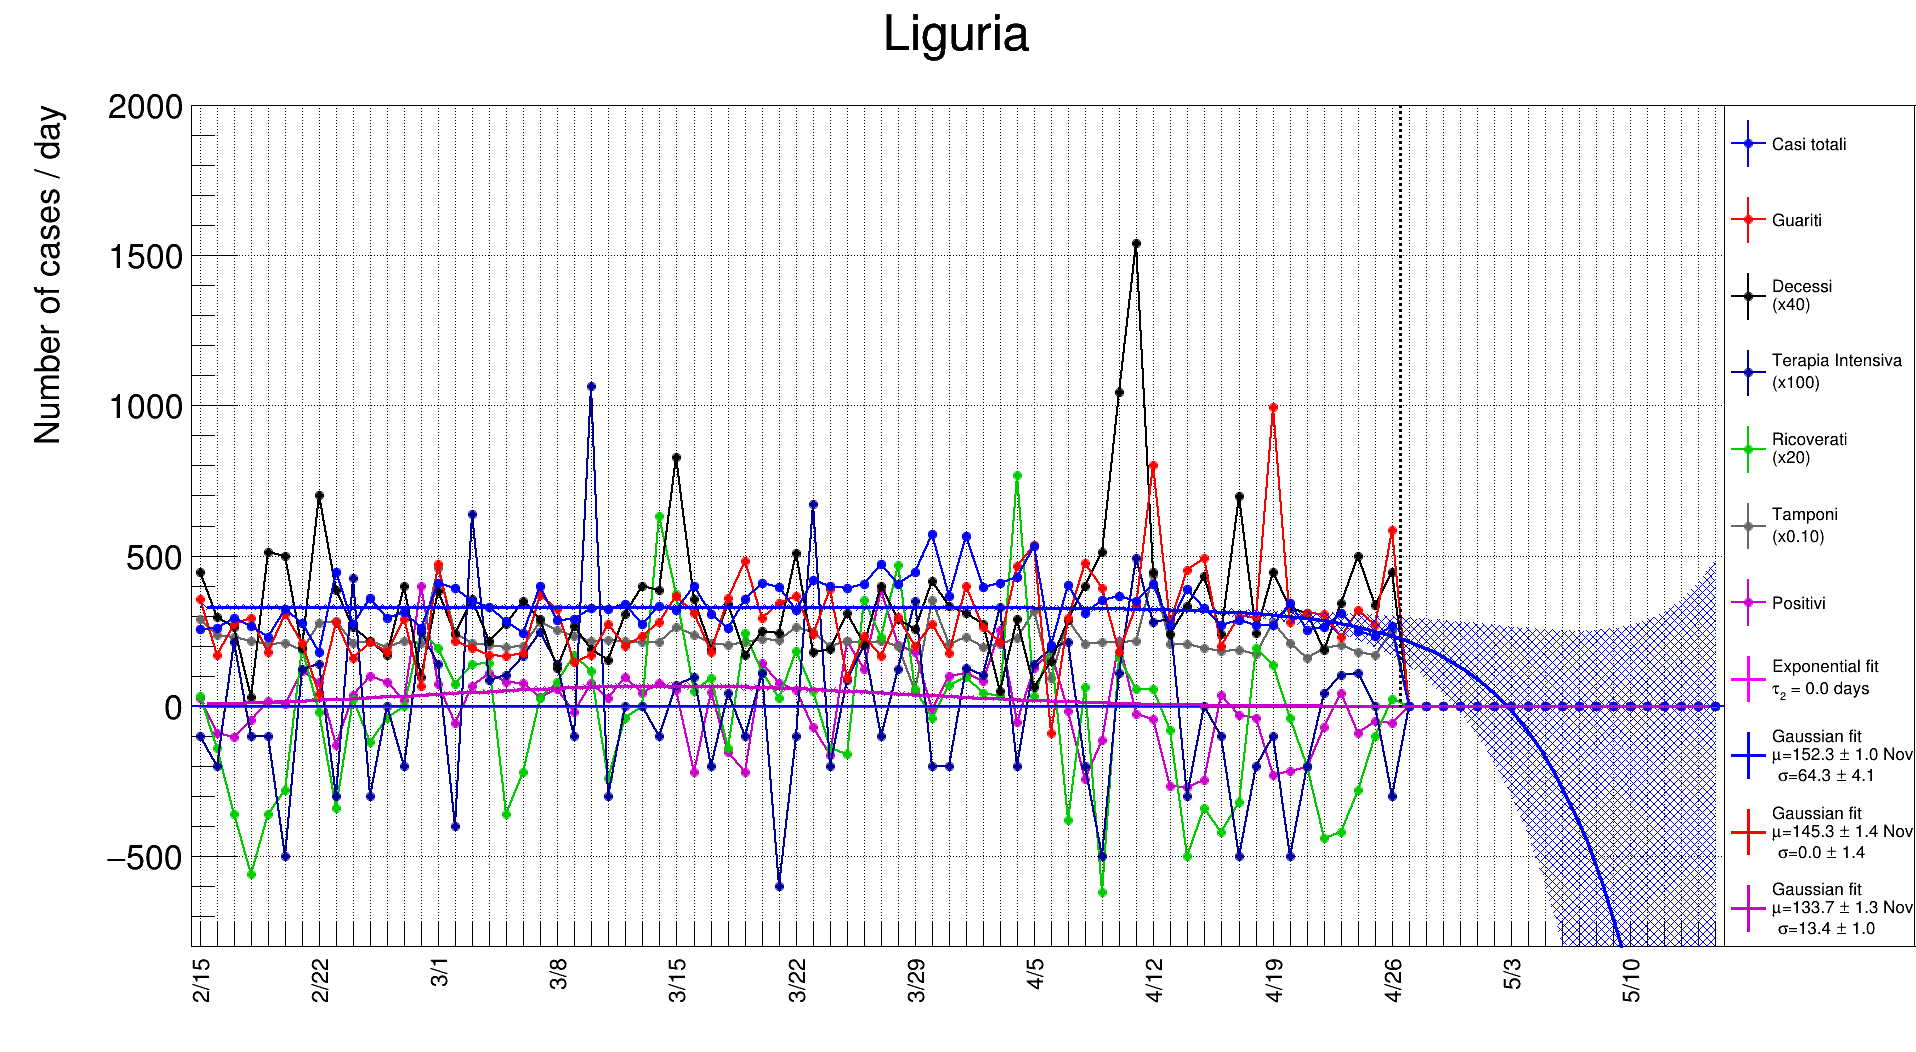 Liguria
Number of cases / day
2000
1500
1000
500
0
−500
2/15
2/22
3/1
3/8
3/15
3/22
3/29
4/5
4/12
4/19
4/26
5/3
5/10
Casi totali
Guariti
Decessi
(x40)
Terapia Intensiva
(x100)
Ricoverati
(x20)
Tamponi
(x0.10)
Positivi
Exponential fit
τ2 = 0.0 days
Gaussian fit
μ=152.3 ± 1.0 Nov
σ=64.3 ± 4.1
Gaussian fit
μ=145.3 ± 1.4 Nov
σ=0.0 ± 1.4
Gaussian fit
μ=133.7 ± 1.3 Nov
σ=13.4 ± 1.0